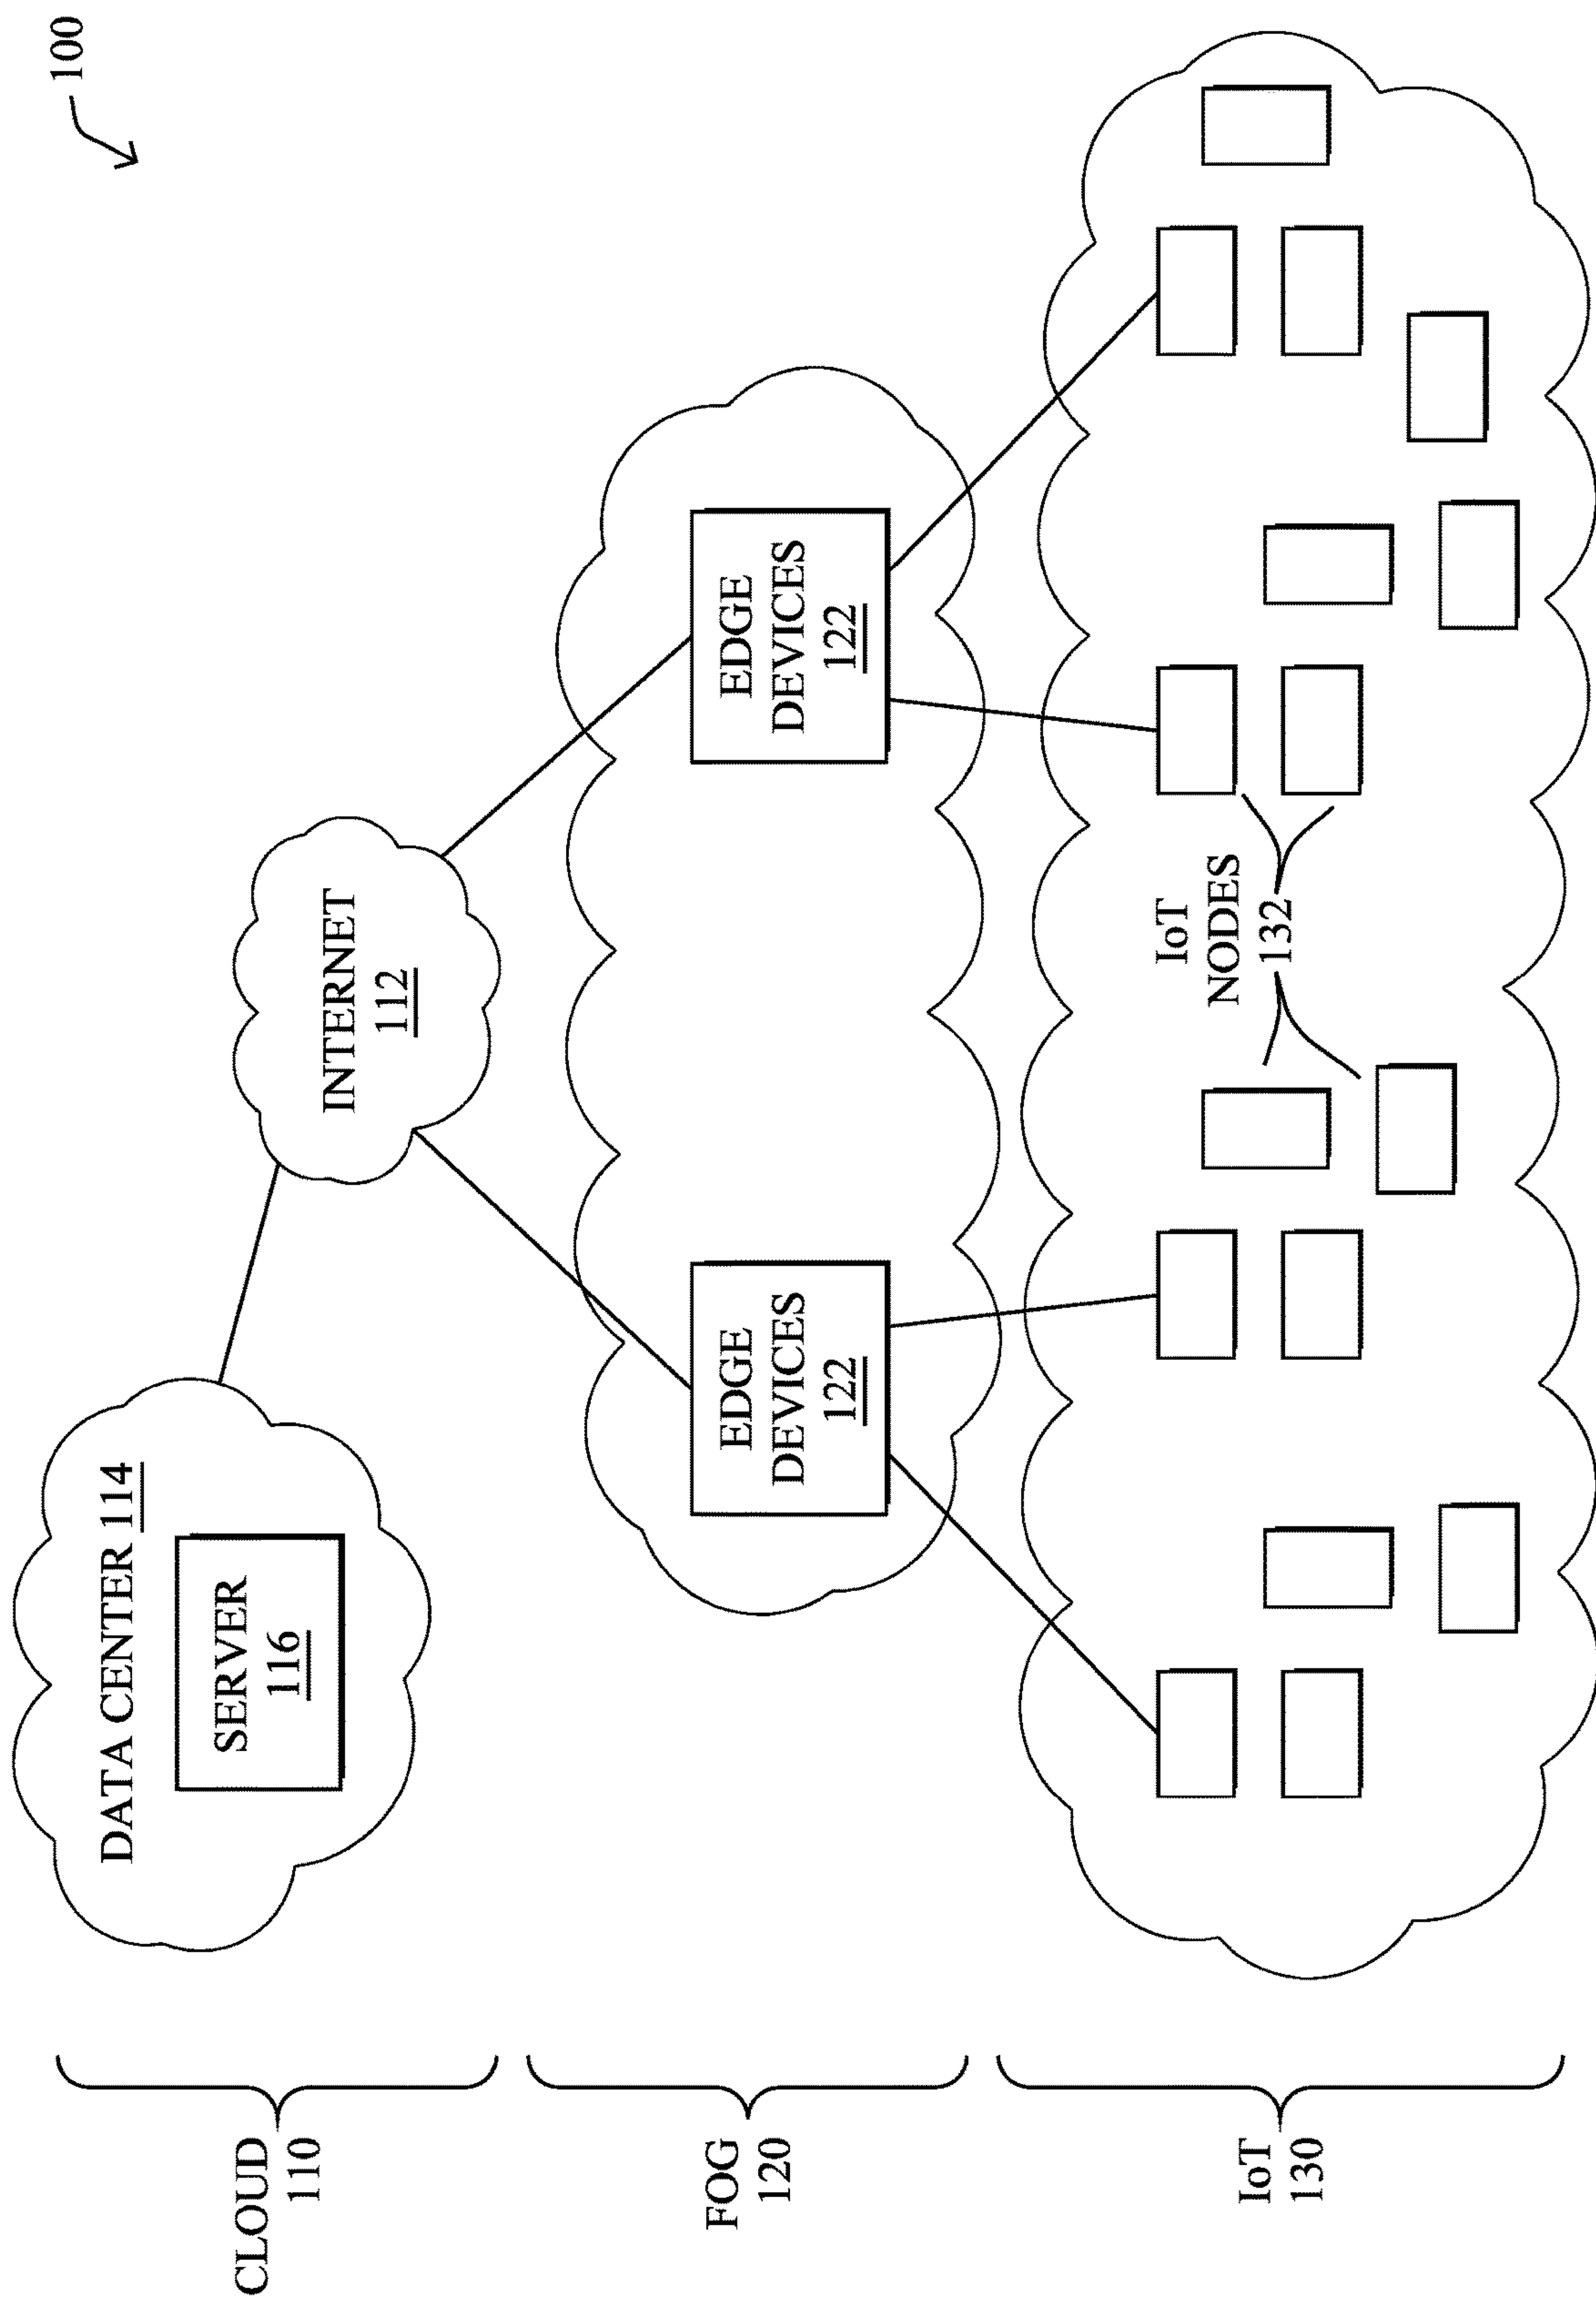 100
CLOUD
110
DATA CENTER 114
SERVER
116
INTERNET
112
FOG
120
EDGE
DEVICES
122
EDGE
DEVICES
122
IoT
130
IoT
NODES
132